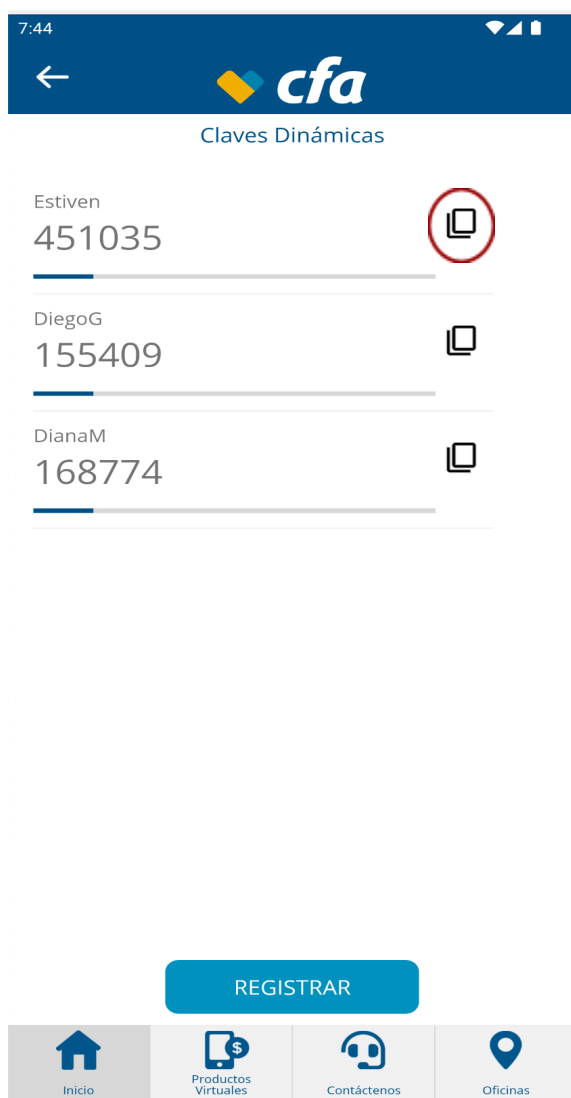 7:44
cfa
Claves Dinámicas
Estiven
451035
DiegoG
155409
DianaM
168774
REGISTRAR
$
Inicio
Productos
Virtuales
Contáctenos
Oficinas